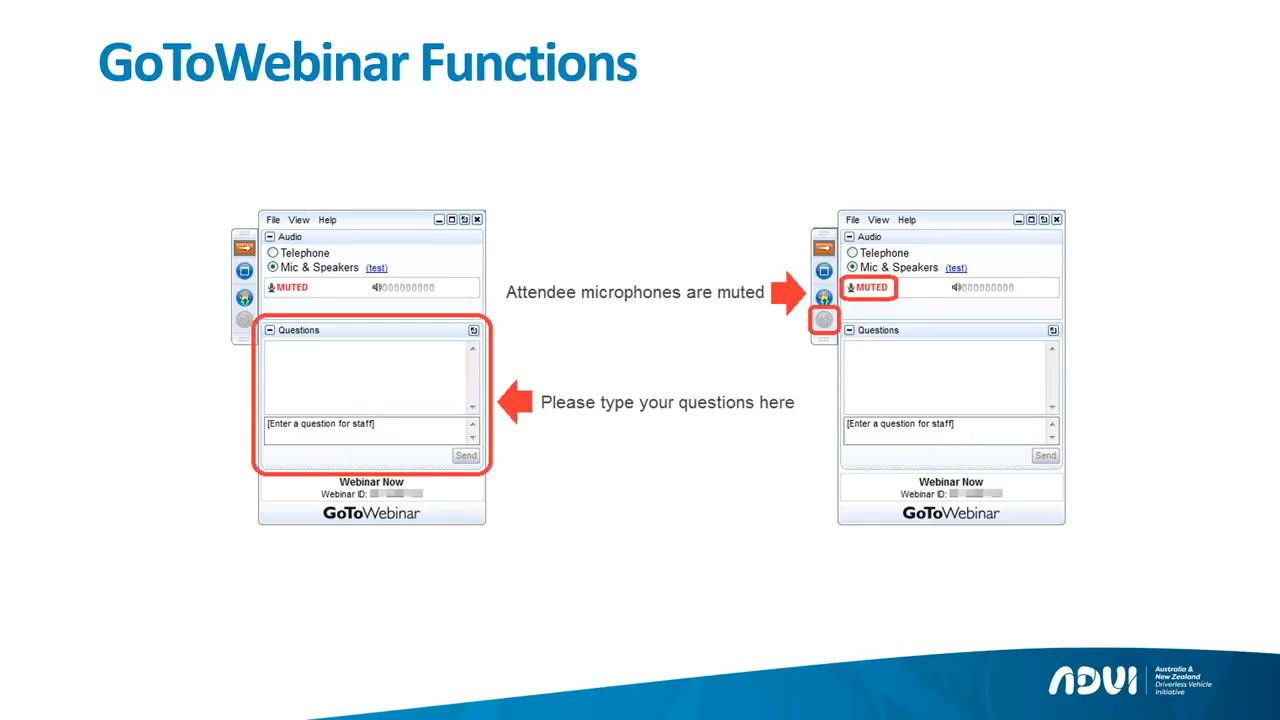 GoToWebinar Functions
File View Help
Audio
Telephone
Mic & Speakers (test)
MUTED
Questions
[Enter a question for staff]
Send
Webinar Now
Webinar ID:
GoToWebinar
Attendee microphones are muted
Please type your questions here
File View Help
Audio
Telephone
Mic & Speakers (test)
MUTED
Questions
[Enter a question for staff]
Send
Webinar Now
Webinar ID:
GoToWebinar
ADVI
Australia &
New Zealand
Driverless Vehicle
Initiative